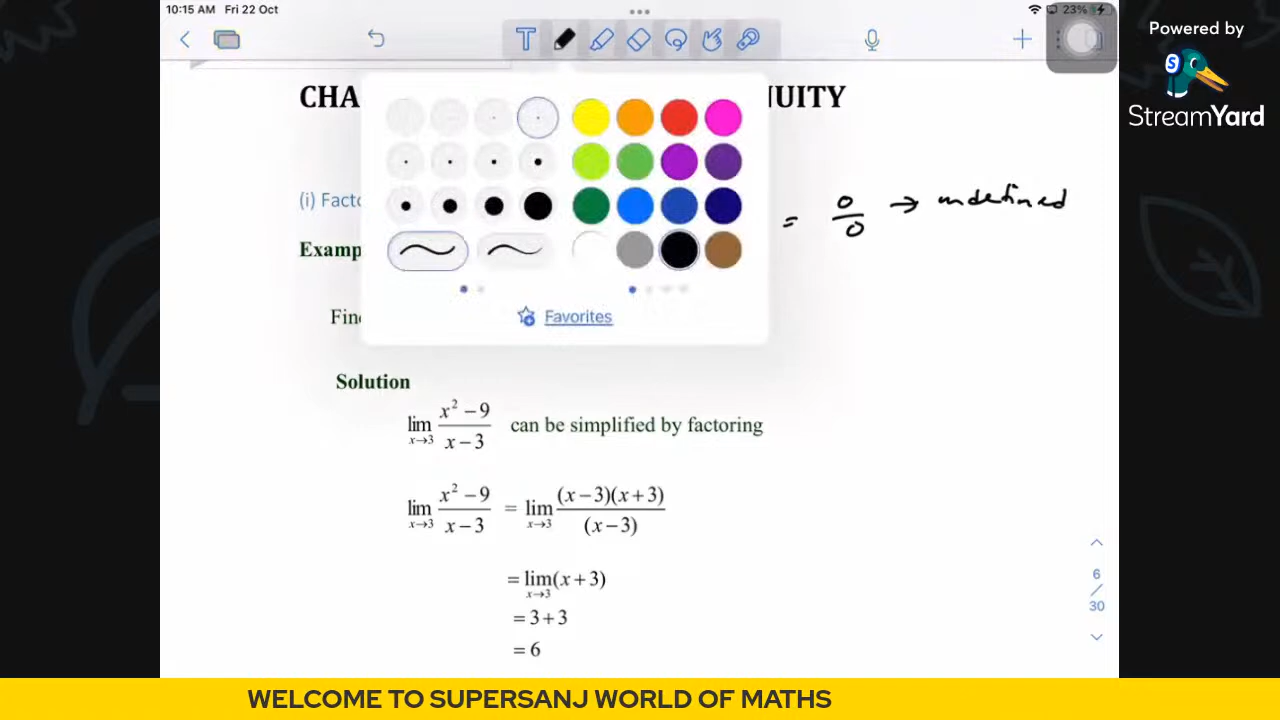 10:15 AM Fri 22 Oct
23%
Powered by
StreamYard
CHA
NUITY
(i) Facto
= 0/0 → undefined
Examp
Find
Favorites
Solution
lim x→3 (x² − 9)/(x − 3) can be simplified by factoring
lim x→3 (x² − 9)/(x − 3) = lim x→3 (x − 3)(x + 3)/(x − 3)
= lim x→3 (x + 3)
= 3 + 3
= 6
6
/
30
WELCOME TO SUPERSANJ WORLD OF MATHS